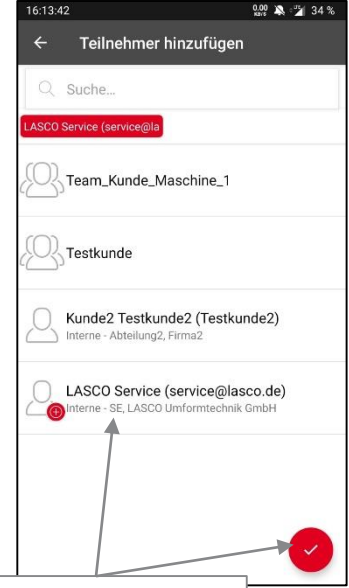 16:13:42
0.00 KB/S
34 %
Teilnehmer hinzufügen
Suche...
LASCO Service (service@la
Team_Kunde_Maschine_1
Testkunde
Kunde2 Testkunde2 (Testkunde2)
Interne - Abteilung2, Firma2
LASCO Service (service@lasco.de)
Interne - SE, LASCO Umformtechnik GmbH